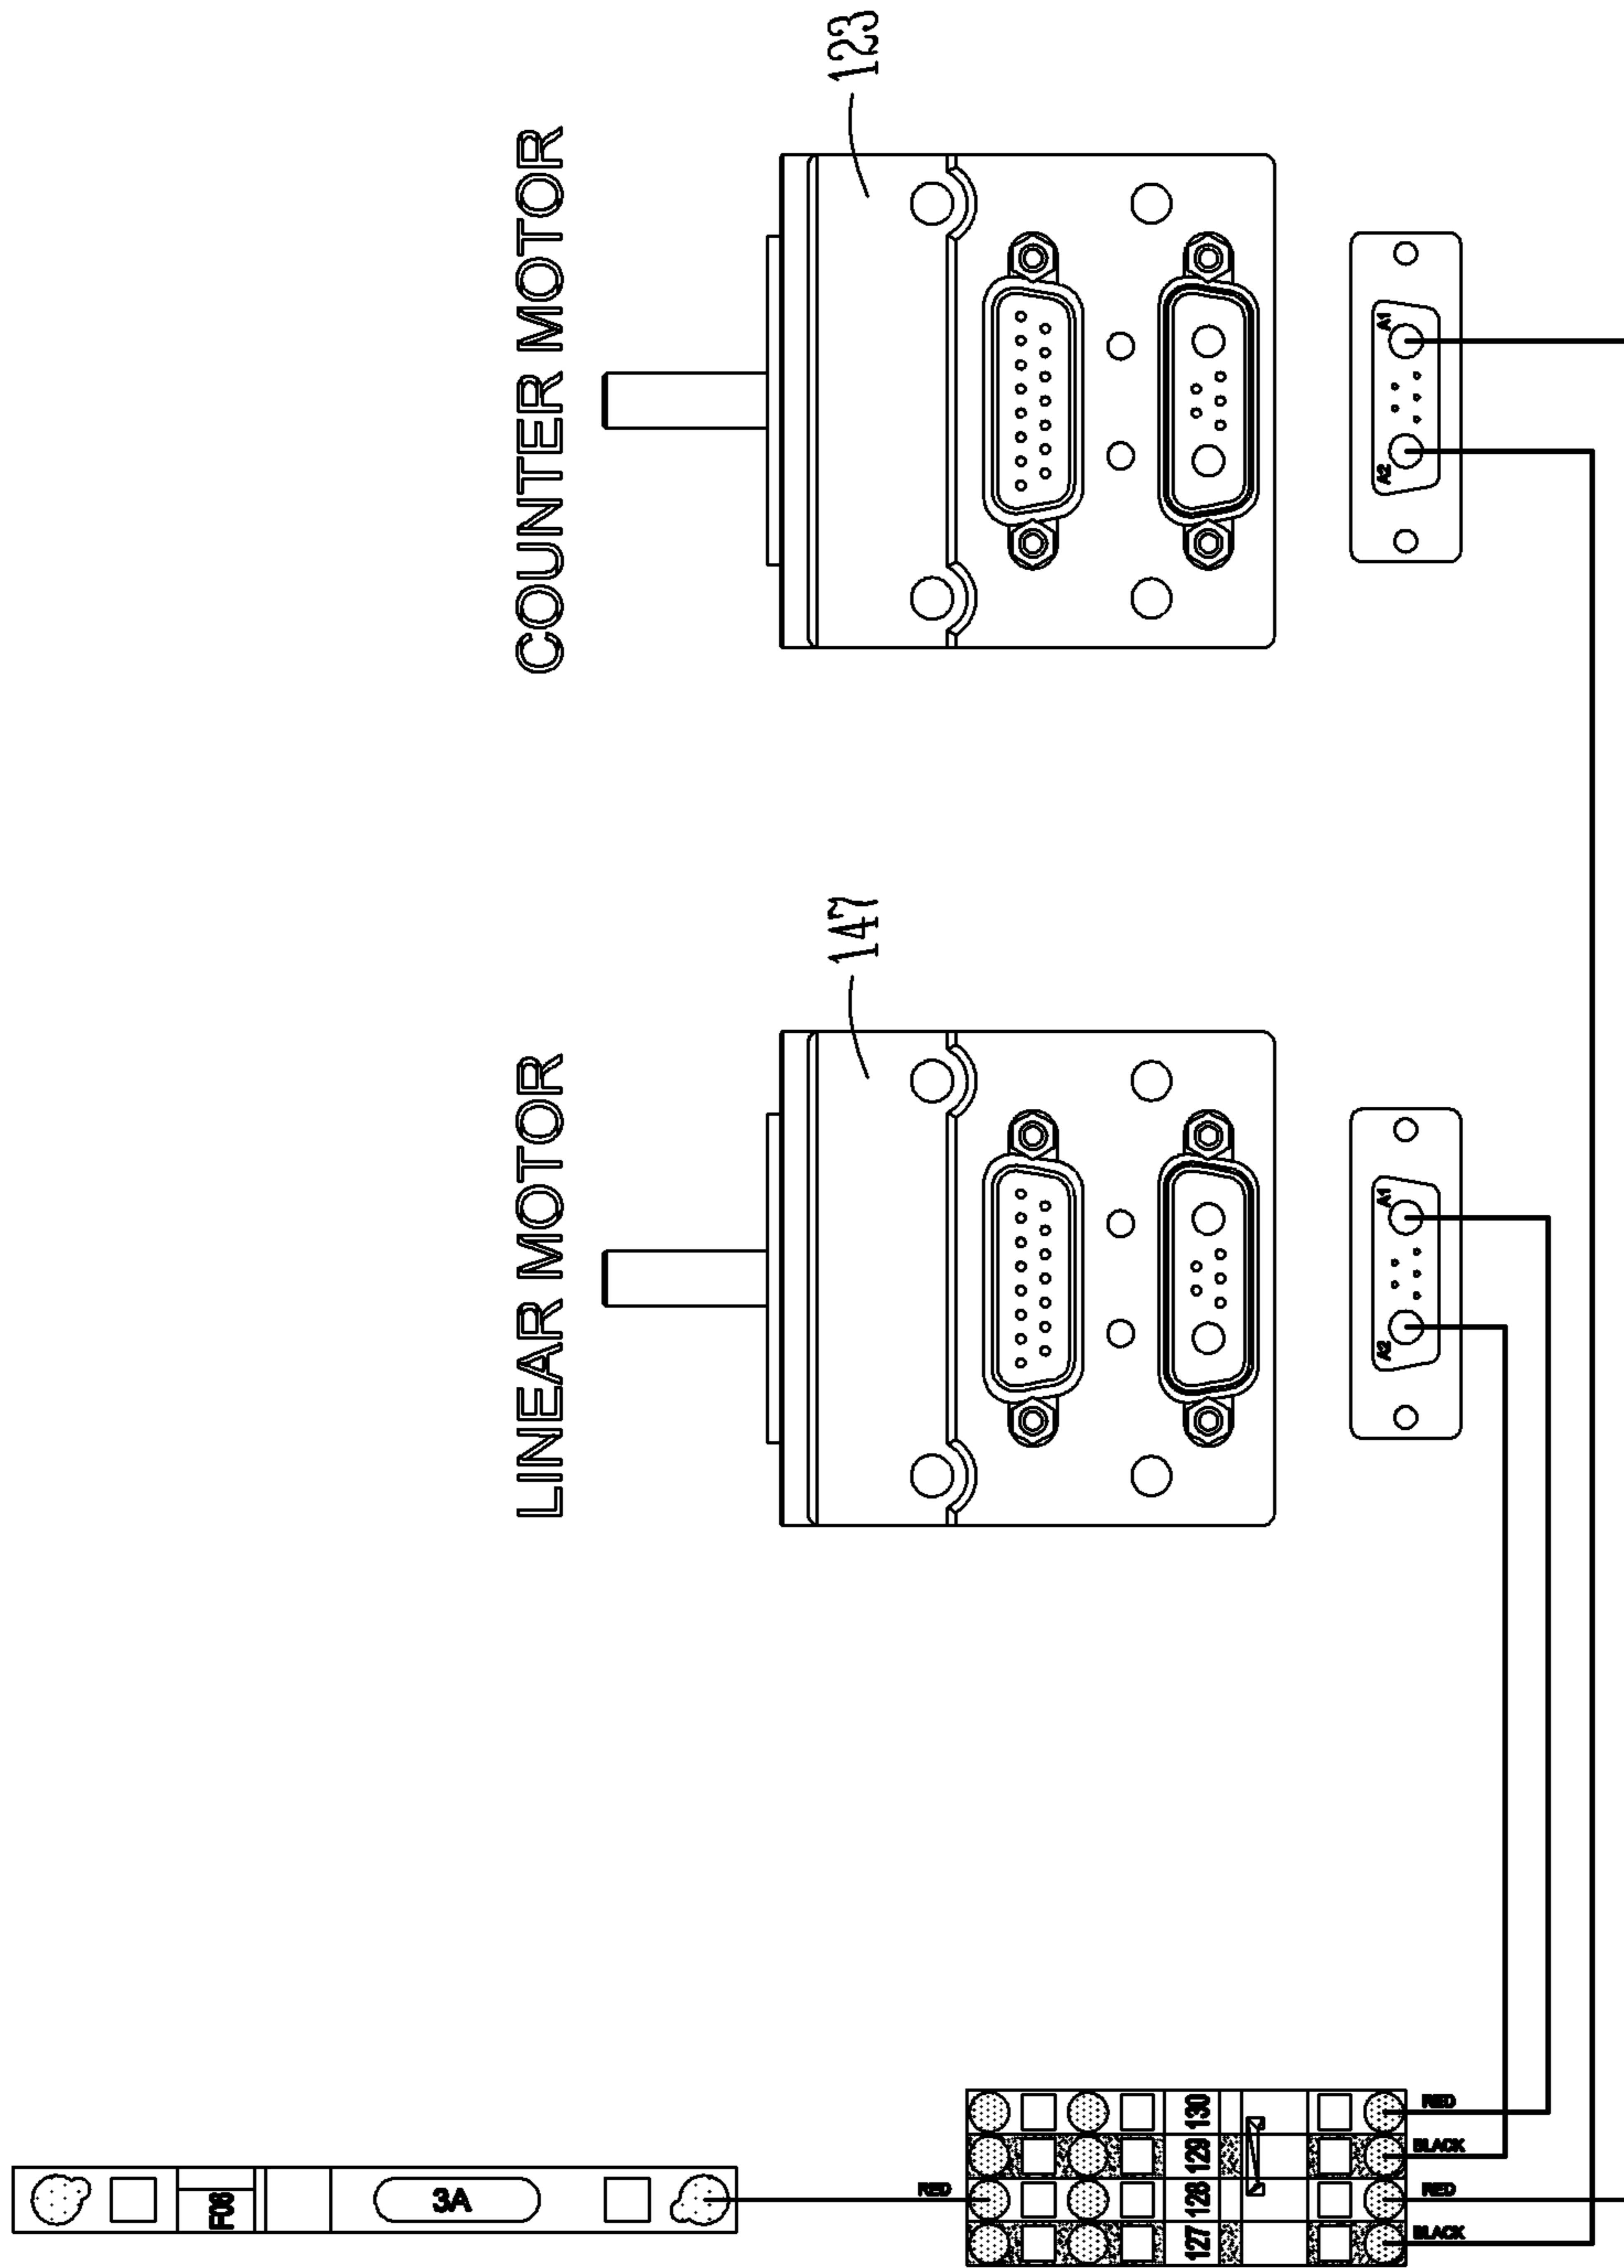 COUNTER MOTOR
123
LINEAR MOTOR
147
A1
A2
A1
A2
F06
3A
RED
130
129
128
127
RED
BLACK
RED
BLACK